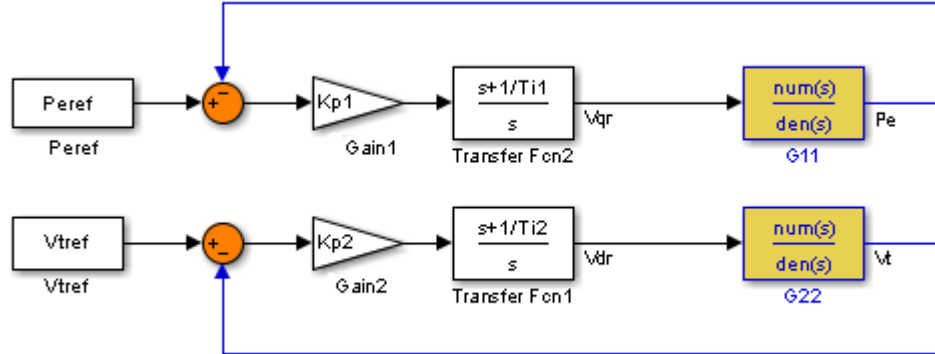 Peref
Peref
+ −
Kp1
Gain1
s+1/Ti1
s
Transfer Fcn2
Vqr
num(s)
den(s)
G11
Pe
Vtref
Vtref
+ −
Kp2
Gain2
s+1/Ti2
s
Transfer Fcn1
Vdr
num(s)
den(s)
G22
Vt